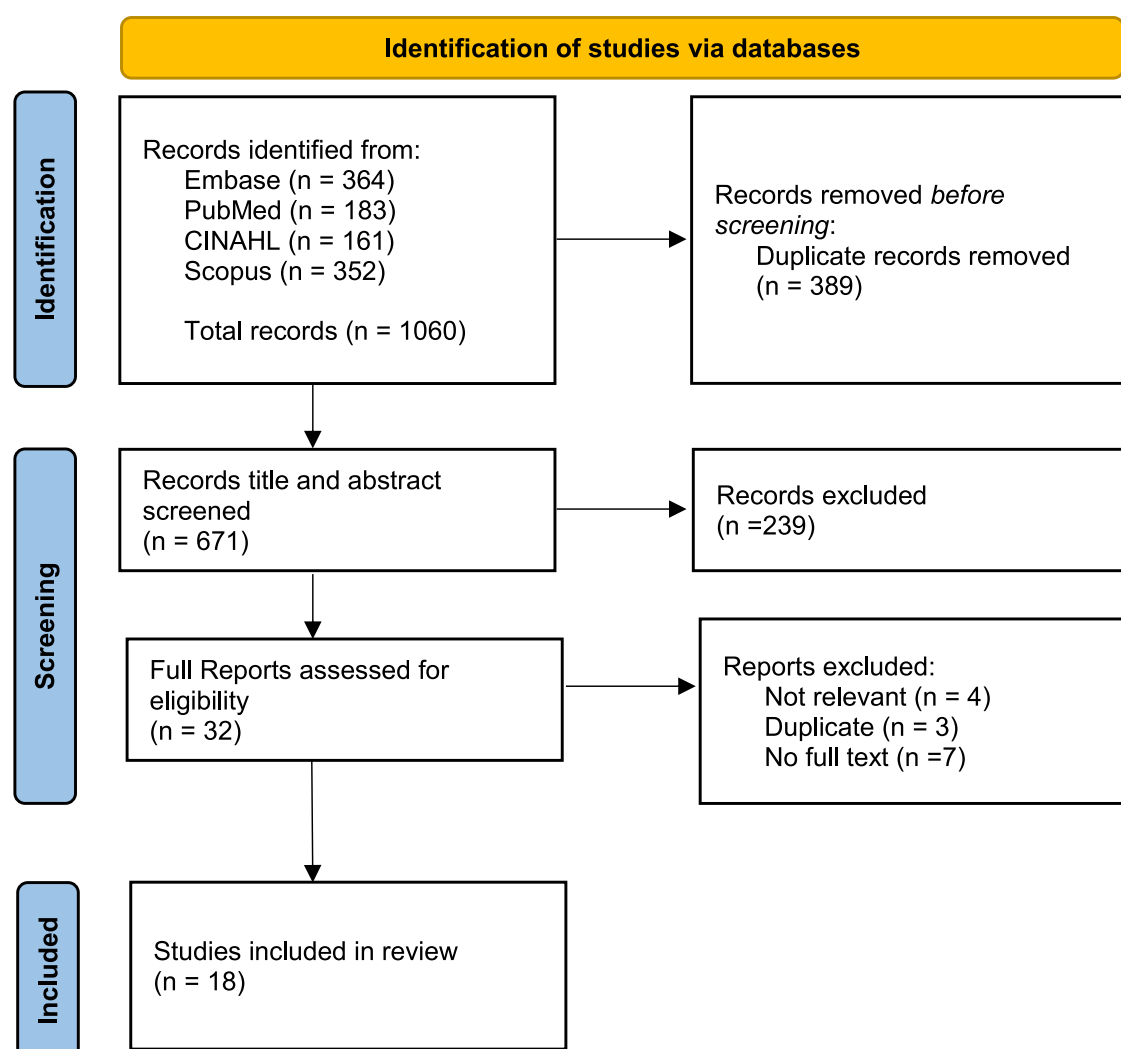 Identification of studies via databases
Identification
Records identified from:
Embase (n = 364)
PubMed (n = 183)
CINAHL (n = 161)
Scopus (n = 352)
Total records (n = 1060)
Records removed before
screening:
Duplicate records removed
(n = 389)
Screening
Records title and abstract
screened
(n = 671)
Records excluded
(n =239)
Full Reports assessed for
eligibility
(n = 32)
Reports excluded:
Not relevant (n = 4)
Duplicate (n = 3)
No full text (n =7)
Included
Studies included in review
(n = 18)